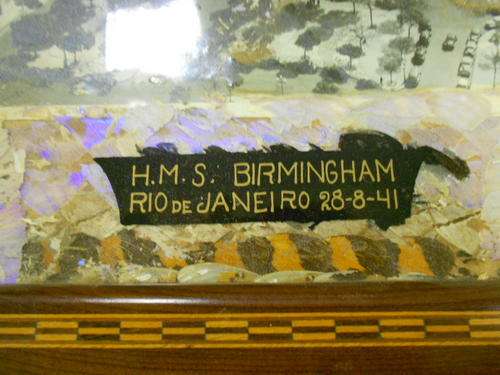 H.M.S. BIRMINGHAM
RIO DE JANEIRO 28-8-41